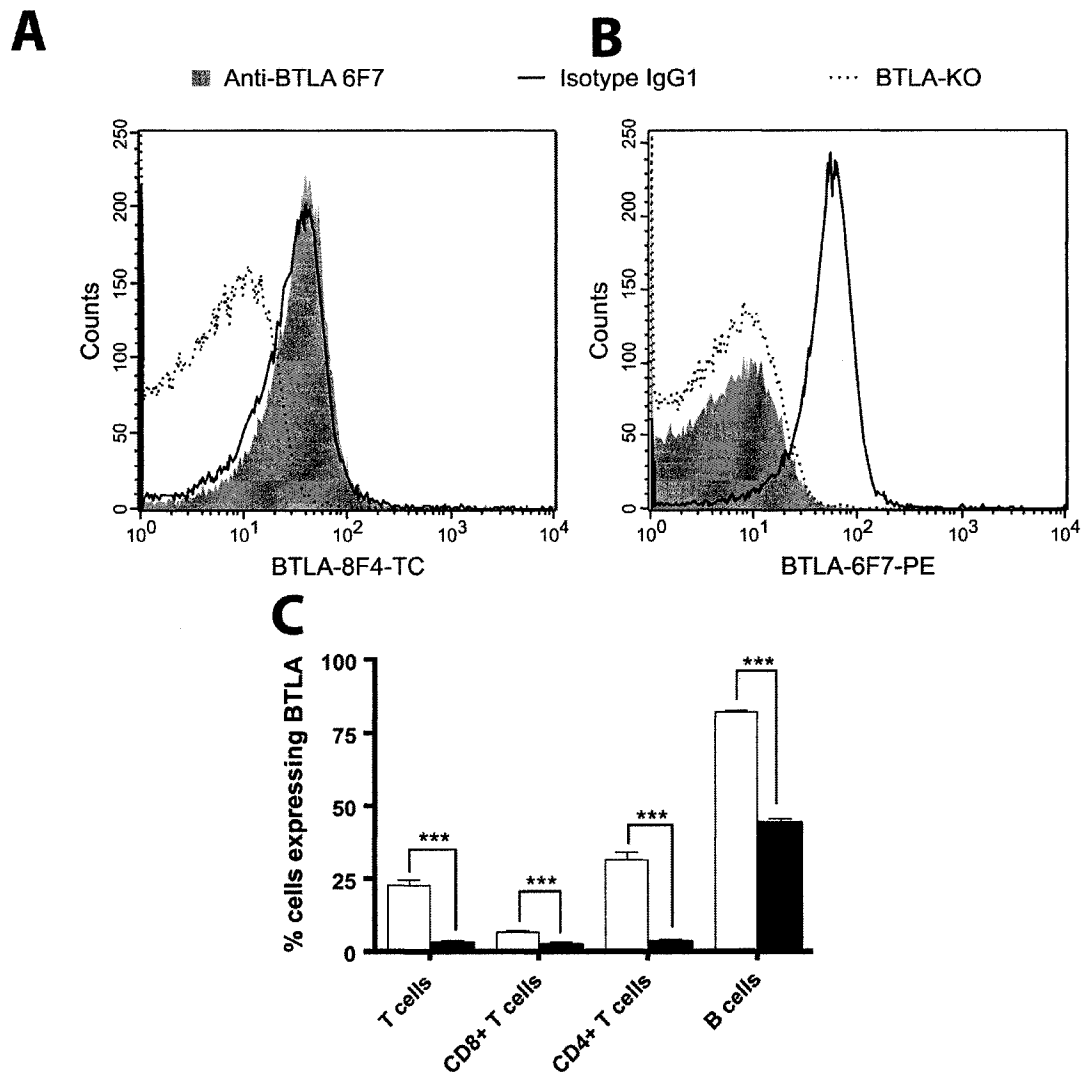 A
B
Anti-BTLA 6F7
Isotype IgG1
BTLA-KO
250
200
150
100
50
0
Counts
10^0 10^1 10^2 10^3 10^4
BTLA-8F4-TC
250
200
150
100
50
0
Counts
10^0 10^1 10^2 10^3 10^4
BTLA-6F7-PE
C
% cells expressing BTLA
100
75
50
25
0
***
***
***
***
T cells
CD8+ T cells
CD4+ T cells
B cells